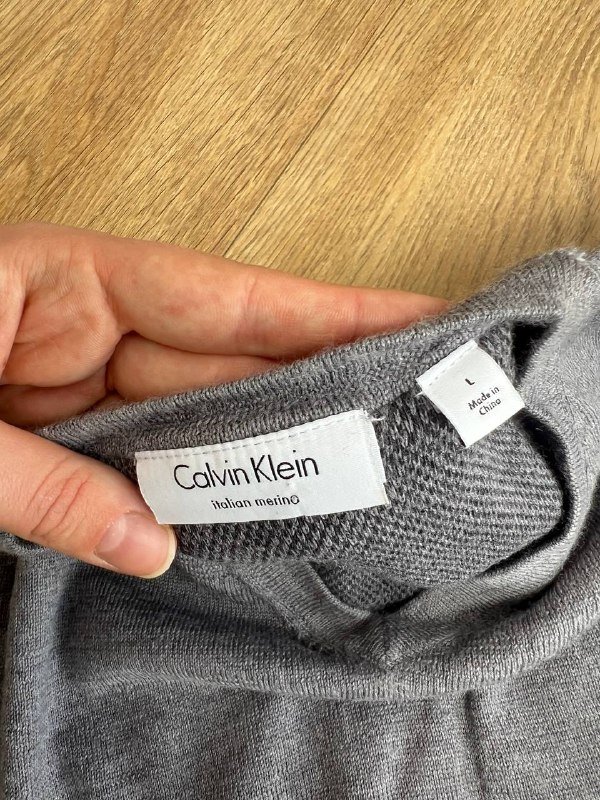 Calvin Klein
italian merino
L
Made in
China